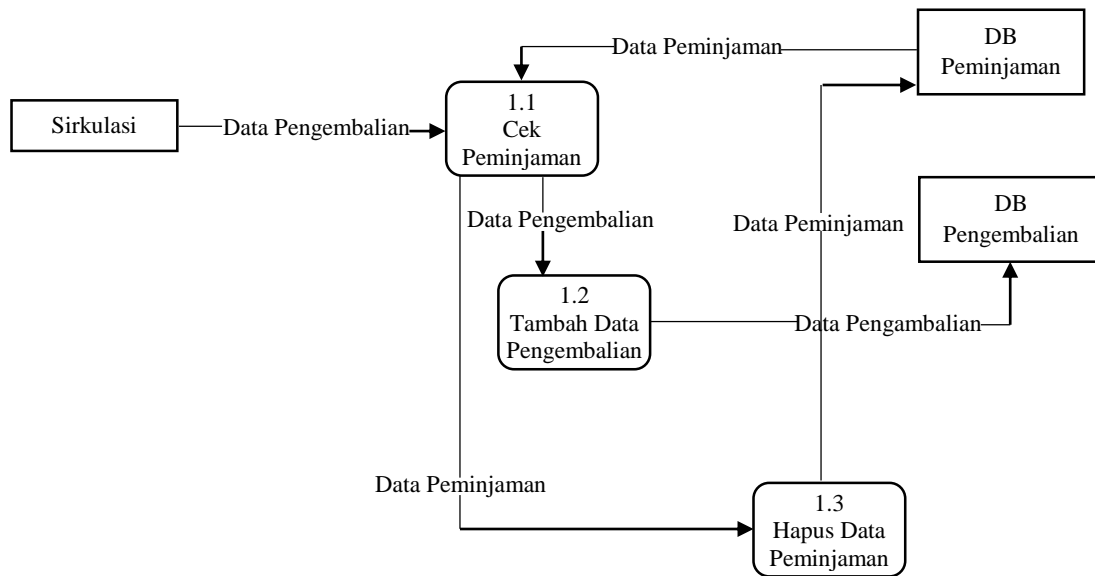 Data Peminjaman
DB
Peminjaman
1.1
Cek
Peminjaman
Sirkulasi
Data Pengembalian
DB
Pengembalian
Data Pengembalian
Data Peminjaman
1.2
Tambah Data
Pengembalian
Data Pengambalian
Data Peminjaman
1.3
Hapus Data
Peminjaman